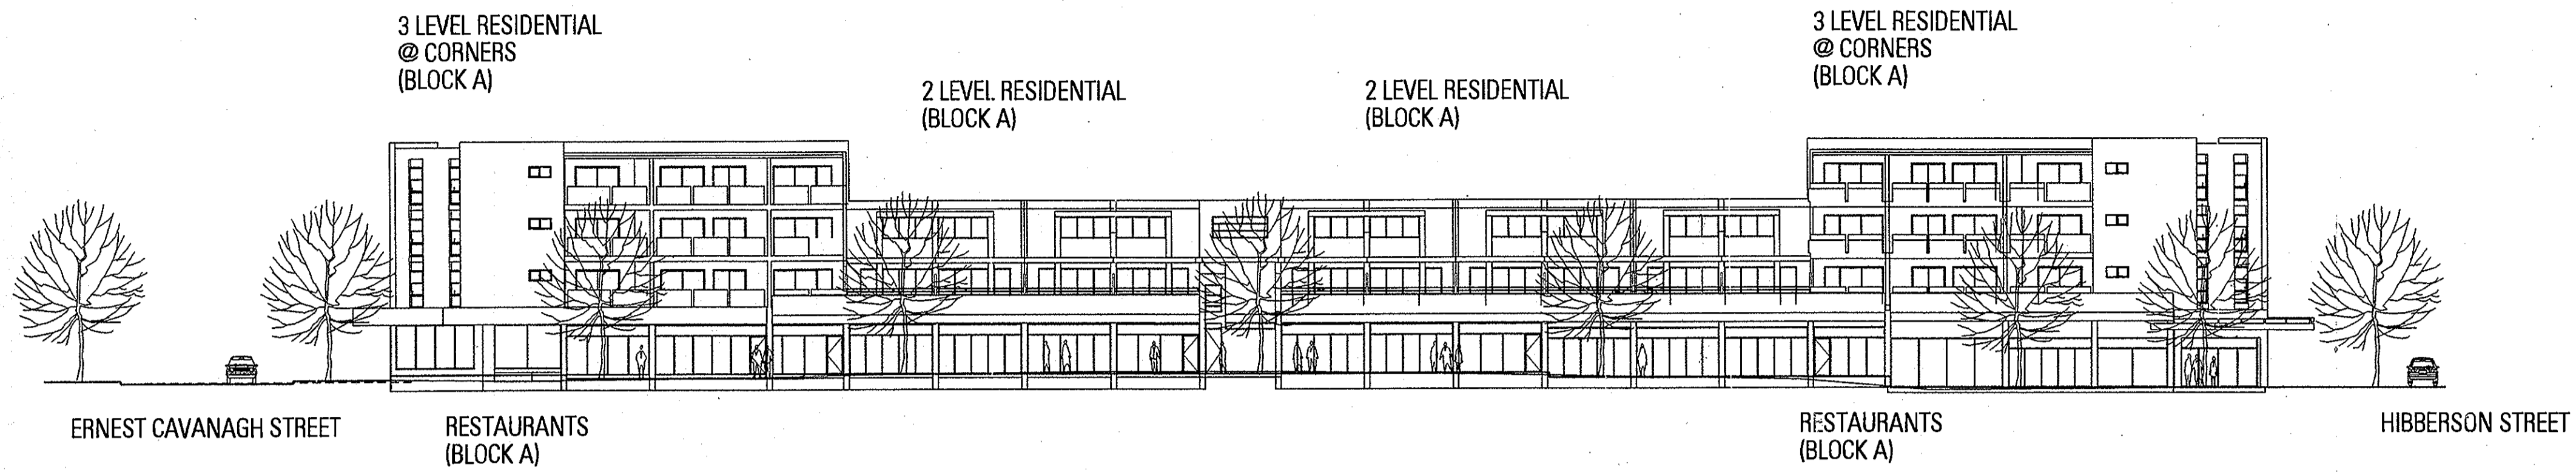 3 LEVEL RESIDENTIAL
@ CORNERS
(BLOCK A)
2 LEVEL RESIDENTIAL
(BLOCK A)
2 LEVEL RESIDENTIAL
(BLOCK A)
3 LEVEL RESIDENTIAL
@ CORNERS
(BLOCK A)
ERNEST CAVANAGH STREET
RESTAURANTS
(BLOCK A)
RESTAURANTS
(BLOCK A)
HIBBERSON STREET